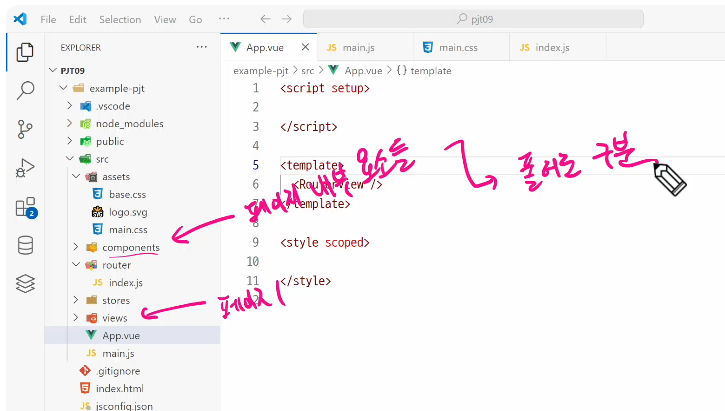 File Edit Selection View Go ··· ← → pjt09
EXPLORER ···
PJT09
example-pjt
.vscode
node_modules
public
src
assets
base.css
logo.svg
main.css
components
router
JS index.js
stores
views
App.vue
JS main.js
.gitignore
index.html
jsconfig.json
2
App.vue × JS main.js main.css JS index.js
example-pjt > src > App.vue > {} template
1 <script setup>
2
3 </script>
4
5 <template>
6 <RouterView />
7 </template>
8
9 <style scoped>
10
11 </style>
12
페이지 내부 요소들
폴더로 구분
페이지